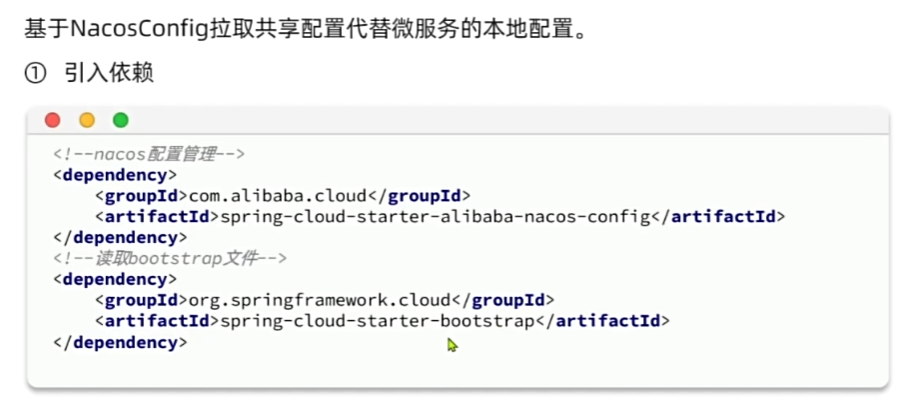 基于NacosConfig拉取共享配置代替微服务的本地配置。
① 引入依赖
<!--nacos配置管理-->
<dependency>
    <groupId>com.alibaba.cloud</groupId>
    <artifactId>spring-cloud-starter-alibaba-nacos-config</artifactId>
</dependency>
<!--读取bootstrap文件-->
<dependency>
    <groupId>org.springframework.cloud</groupId>
    <artifactId>spring-cloud-starter-bootstrap</artifactId>
</dependency>